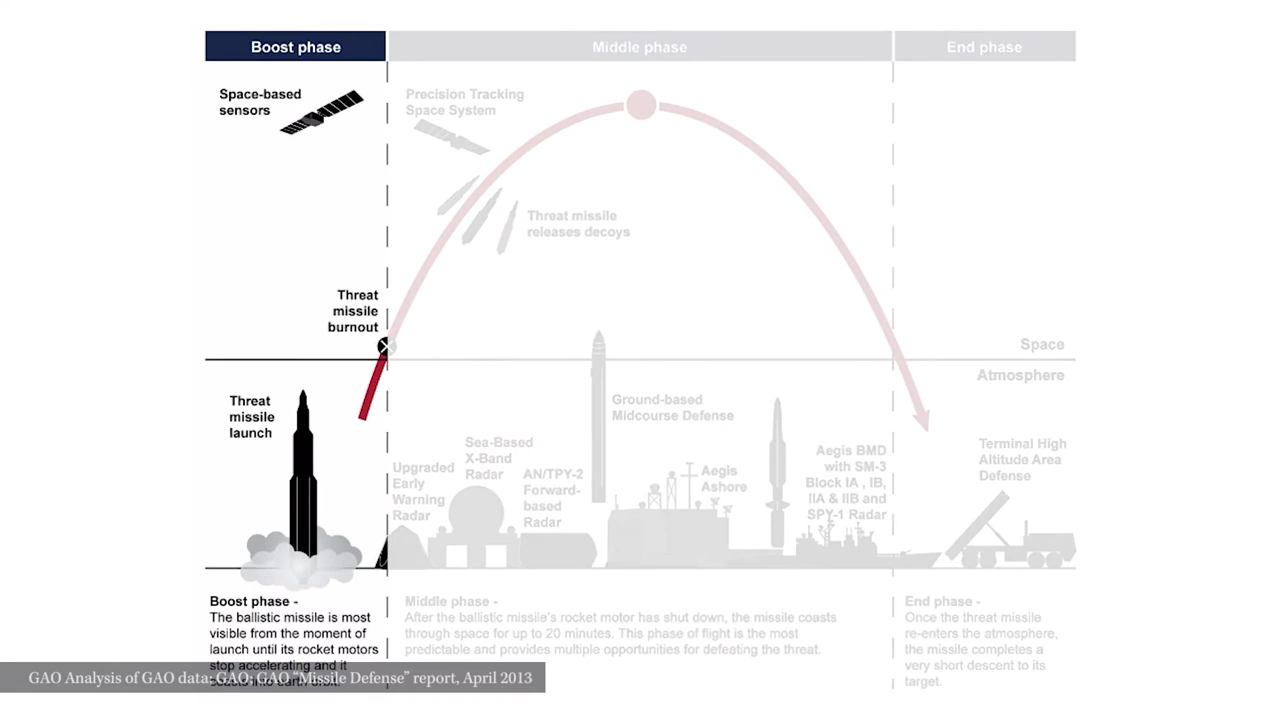 Boost phase
Middle phase
End phase
Space-based
sensors
Precision Tracking
Space System
Threat missile
releases decoys
Threat
missile
burnout
Space
Atmosphere
Threat
missile
launch
Ground-based
Midcourse Defense
Upgraded
Early
Warning
Radar
Sea-Based
X-Band
Radar
AN/TPY-2
Forward-
based
Radar
Aegis
Ashore
Aegis BMD
with SM-3
Block IA , IB,
IIA & IIB and
SPY-1 Radar
Terminal High
Altitude Area
Defense
Boost phase -
The ballistic missile is most
visible from the moment of
launch until its rocket motors
stop accelerating and it
coasts into earth orbit.
Middle phase -
After the ballistic missile's rocket motor has shut down, the missile coasts
through space for up to 20 minutes. This phase of flight is the most
predictable and provides multiple opportunities for defeating the threat.
End phase -
Once the threat missile
re-enters the atmosphere,
the missile completes a
very short descent to its
target.
GAO Analysis of GAO data: GAO: GAO “Missile Defense” report, April 2013